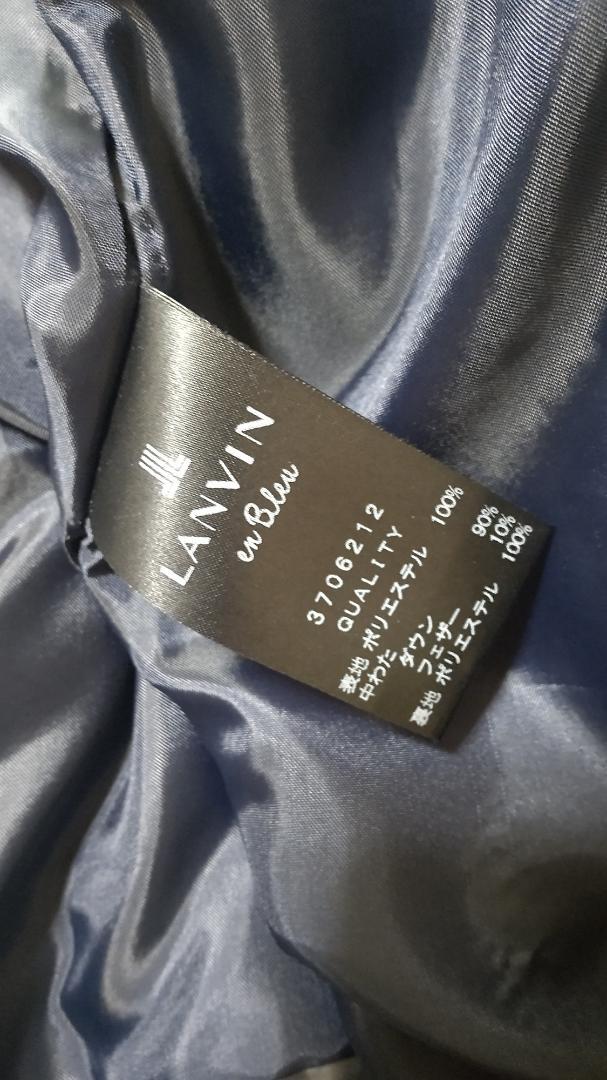 LANVIN
en Bleu
3706212
QUALITY
表地 ポリエステル 100%
中わた ダウン 90%
フェザー 10%
裏地 ポリエステル 100%